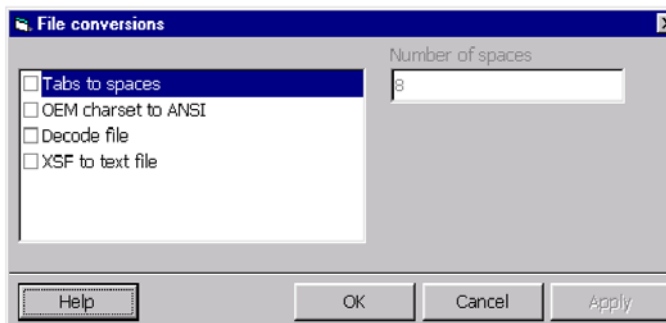 File conversions
Number of spaces
Tabs to spaces
8
OEM charset to ANSI
Decode file
XSF to text file
Help
OK
Cancel
Apply